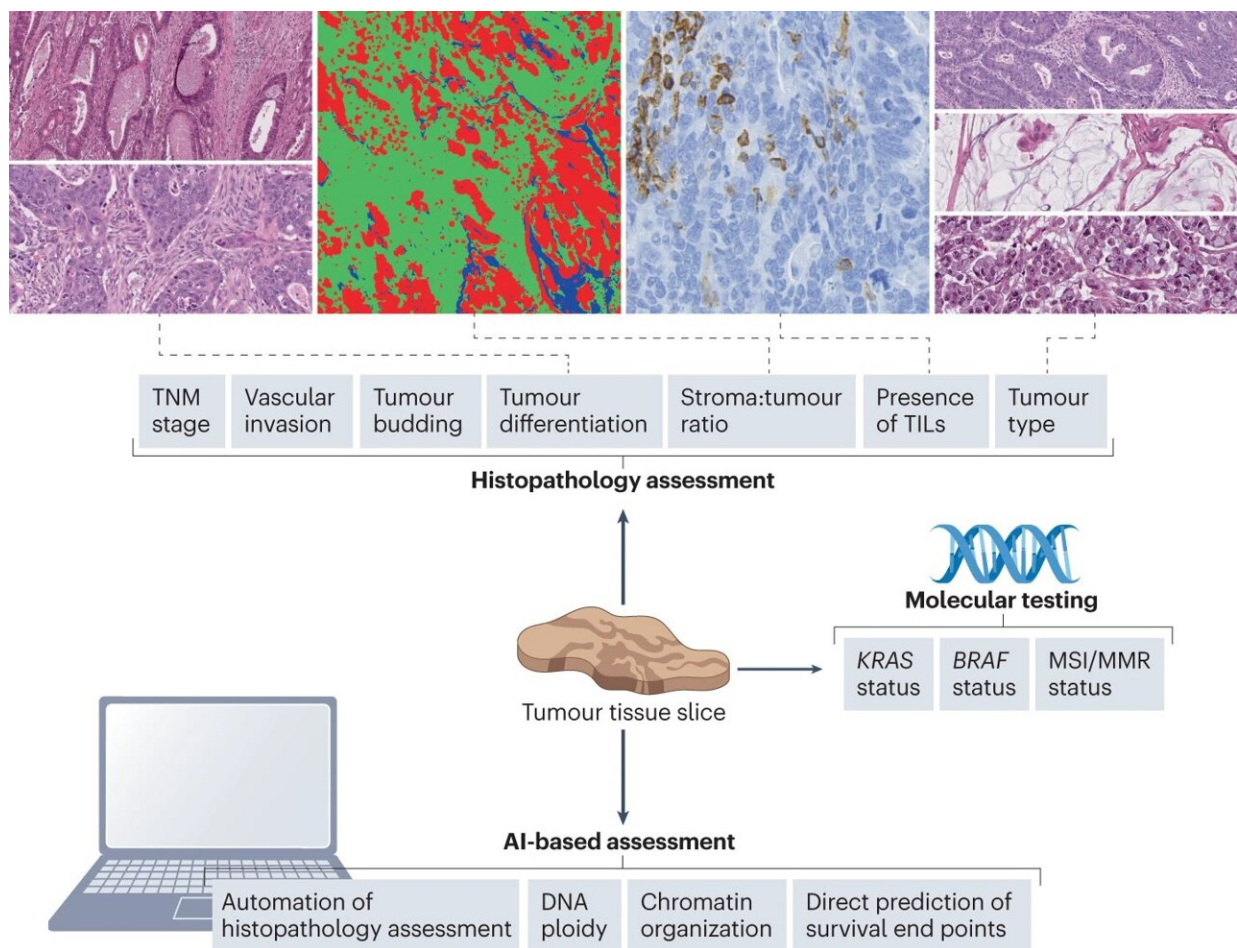 TNM
stage
Vascular
invasion
Tumour
budding
Tumour
differentiation
Stroma:tumour
ratio
Presence
of TILs
Tumour
type
Histopathology assessment
Molecular testing
KRAS
status
BRAF
status
MSI/MMR
status
Tumour tissue slice
AI-based assessment
Automation of
histopathology assessment
DNA
ploidy
Chromatin
organization
Direct prediction of
survival end points